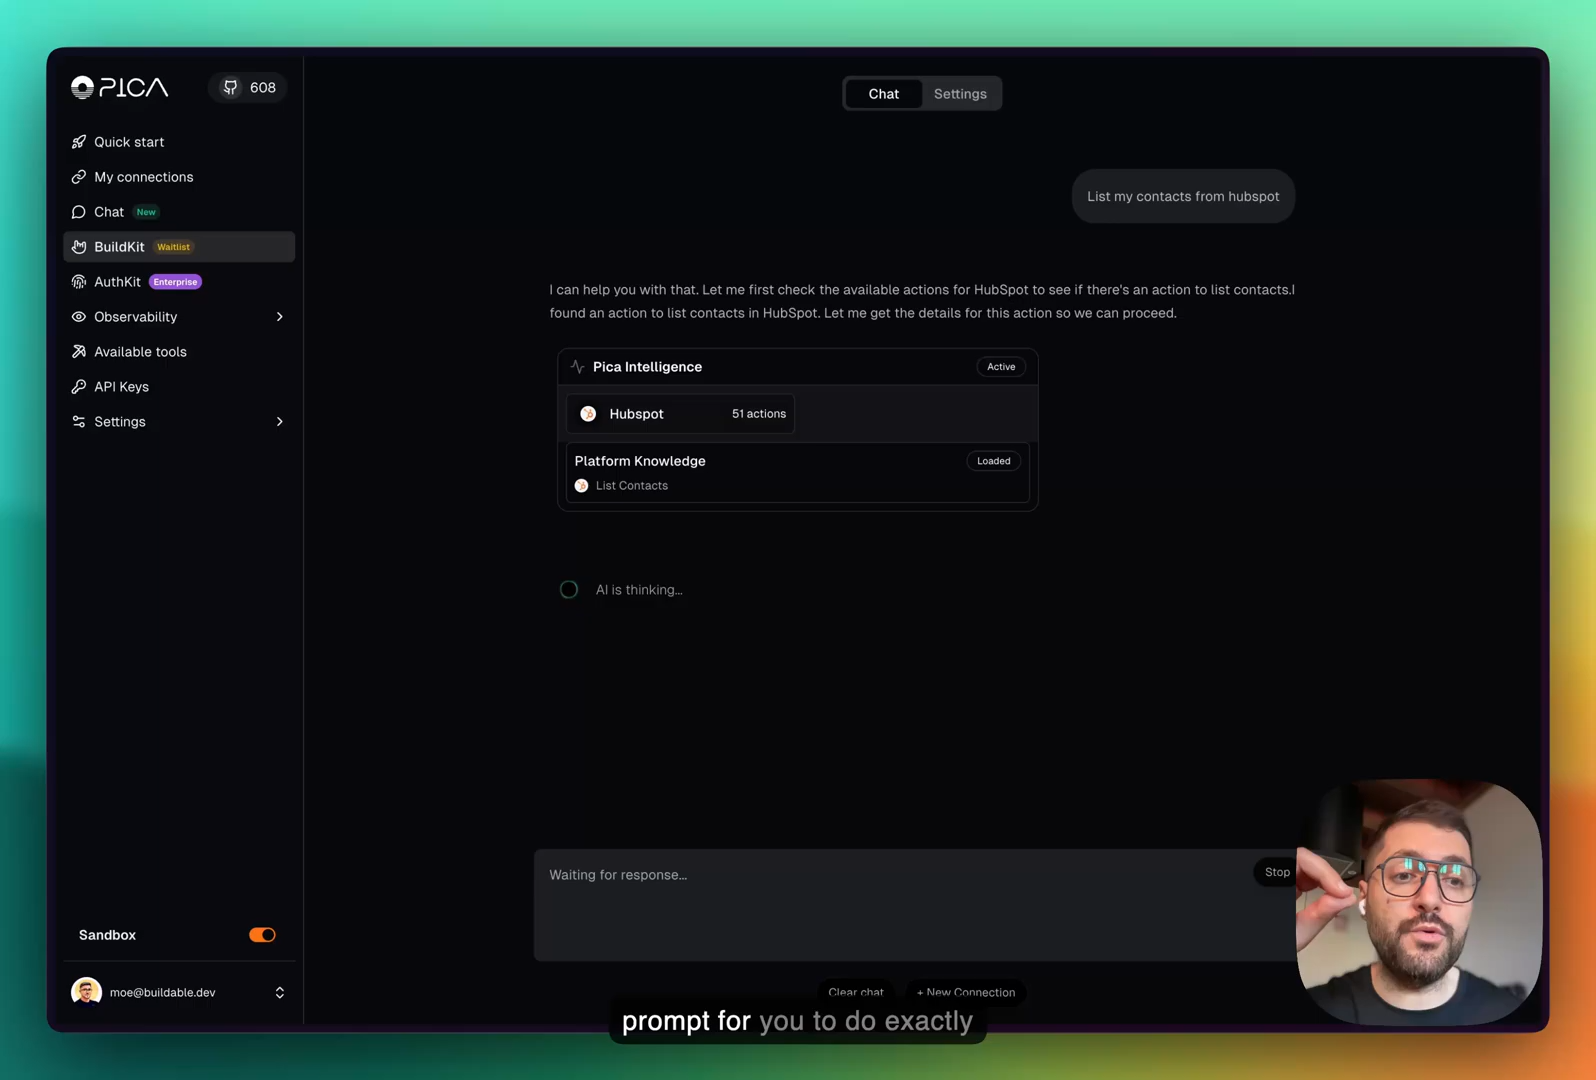 PICA
608
Quick start
My connections
Chat New
BuildKit Waitlist
AuthKit Enterprise
Observability
Available tools
API Keys
Settings
Sandbox
moe@buildable.dev
Chat Settings
List my contacts from hubspot
I can help you with that. Let me first check the available actions for HubSpot to see if there's an action to list contacts.I
found an action to list contacts in HubSpot. Let me get the details for this action so we can proceed.
Pica Intelligence Active
Hubspot 51 actions
Platform Knowledge Loaded
List Contacts
AI is thinking...
Waiting for response...
Stop
Clear chat + New Connection
prompt for you to do exactly